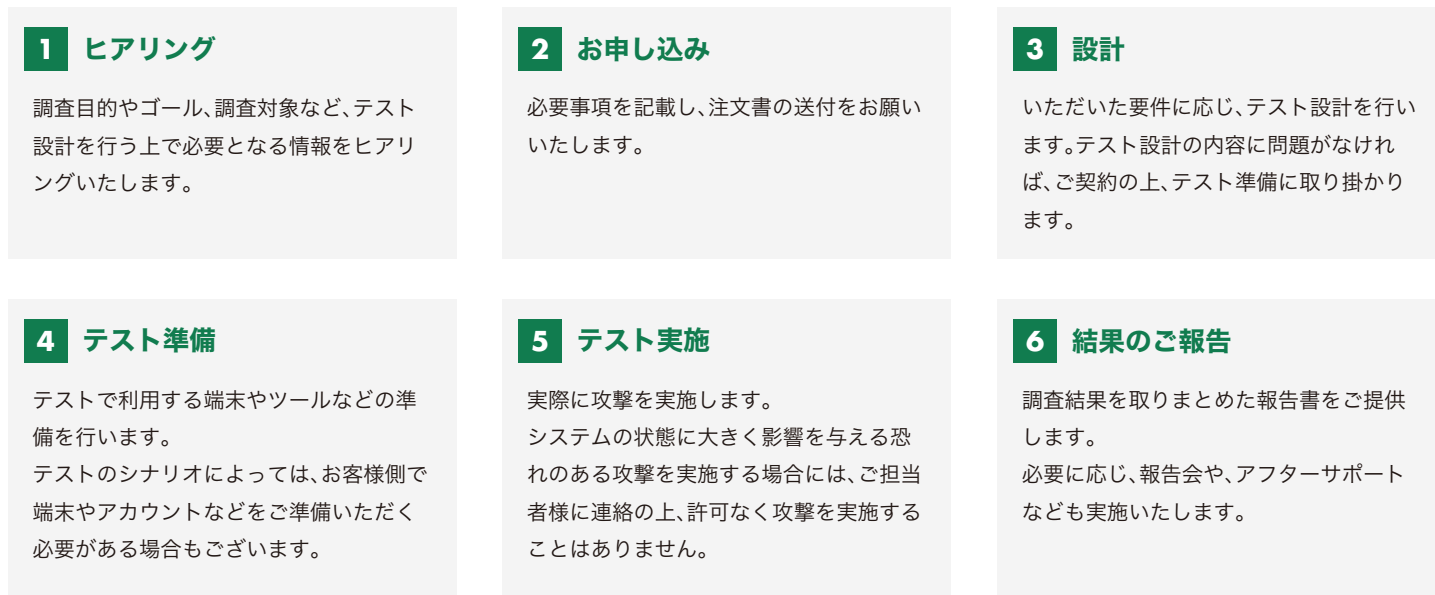 1 ヒアリング
調査目的やゴール、調査対象など、テスト
設計を行う上で必要となる情報をヒアリ
ングいたします。
2 お申し込み
必要事項を記載し、注文書の送付をお願い
いたします。
3 設計
いただいた要件に応じ、テスト設計を行い
ます。テスト設計の内容に問題がなけれ
ば、ご契約の上、テスト準備に取り掛かり
ます。
4 テスト準備
テストで利用する端末やツールなどの準
備を行います。
テストのシナリオによっては、お客様側で
端末やアカウントなどをご準備いただく
必要がある場合もございます。
5 テスト実施
実際に攻撃を実施します。
システムの状態に大きく影響を与える恐
れのある攻撃を実施する場合には、ご担当
者様に連絡の上、許可なく攻撃を実施する
ことはありません。
6 結果のご報告
調査結果を取りまとめた報告書をご提供
します。
必要に応じ、報告会や、アフターサポート
なども実施いたします。